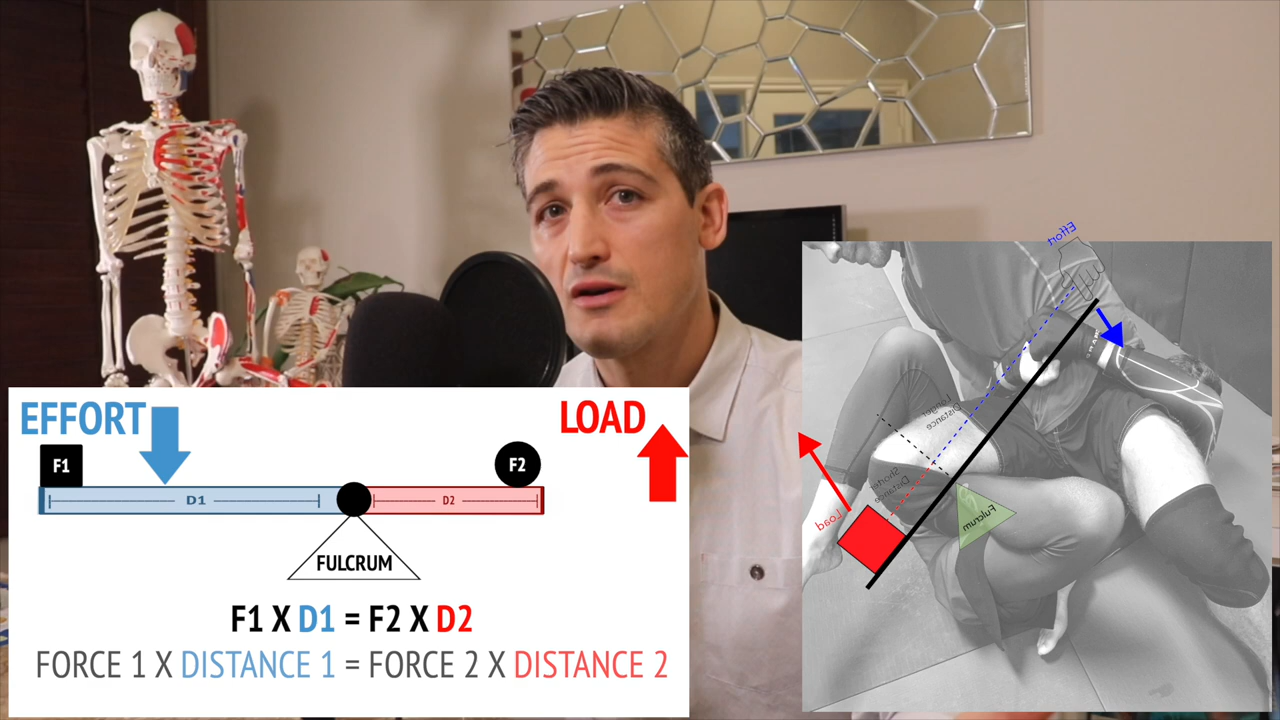 EFFORT
LOAD
F1
F2
D1
D2
FULCRUM
F1 X D1 = F2 X D2
FORCE 1 X DISTANCE 1 = FORCE 2 X DISTANCE 2
Effort
Longer
Distance
Shorter
Distance
Load
Fulcrum